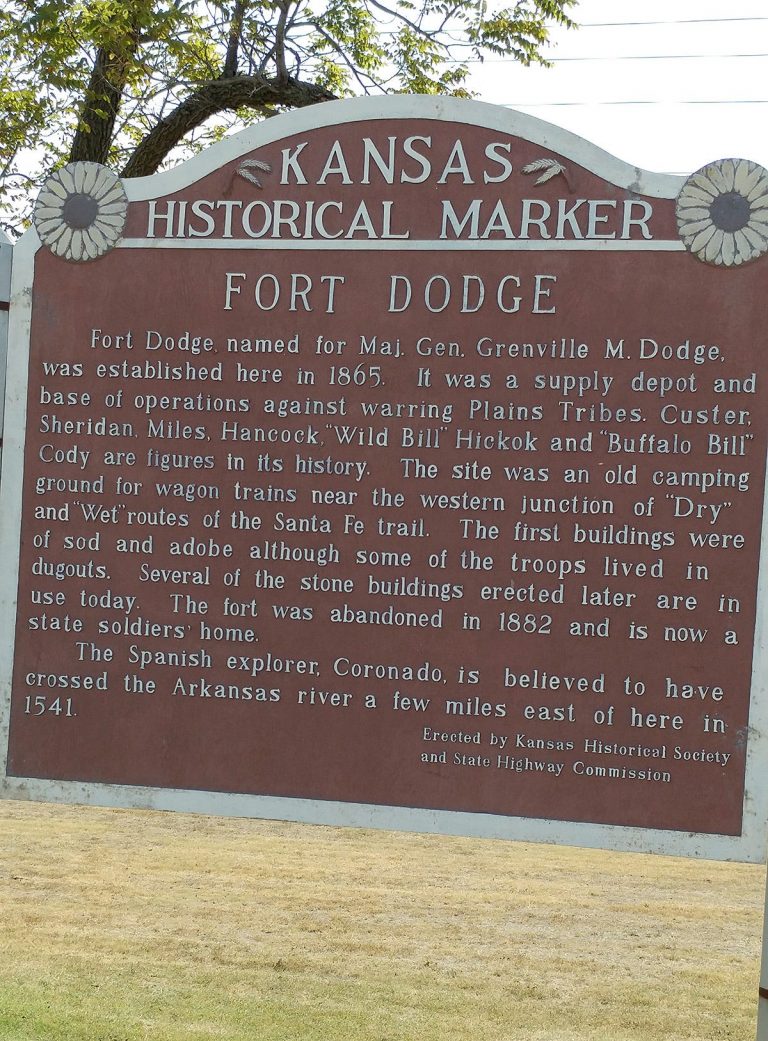 KANSAS
HISTORICAL MARKER
FORT DODGE
Fort Dodge, named for Maj. Gen. Grenville M. Dodge,
was established here in 1865. It was a supply depot and
base of operations against warring Plains Tribes. Custer,
Sheridan, Miles, Hancock, "Wild Bill" Hickok and "Buffalo Bill"
Cody are figures in its history. The site was an old camping
ground for wagon trains near the western junction of "Dry"
and "Wet" routes of the Santa Fe trail. The first buildings were
of sod and adobe although some of the troops lived in
dugouts. Several of the stone buildings erected later are in
use today. The fort was abandoned in 1882 and is now a
state soldiers' home.
The Spanish explorer, Coronado, is believed to have
crossed the Arkansas river a few miles east of here in
1541.
Erected by Kansas Historical Society
and State Highway Commission